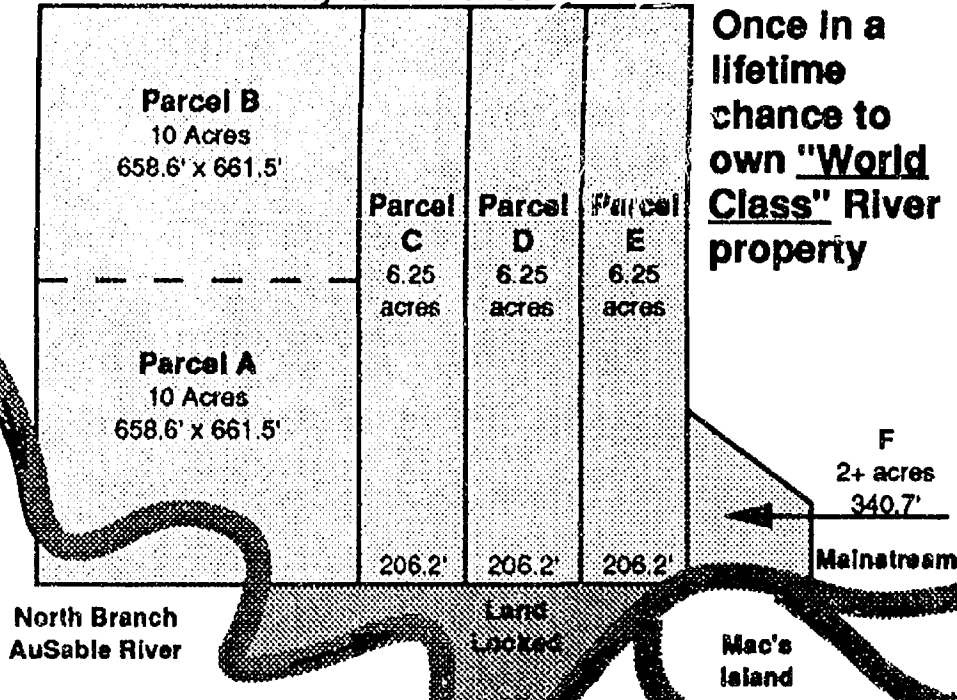 Once in a
lifetime
chance to
own "World
Class" River
property
Parcel B
10 Acres
658.6' x 661.5'
Parcel
C
6.25
acres
Parcel
D
6.25
acres
Parcel
E
6.25
acres
Parcel A
10 Acres
658.6' x 661.5'
F
2+ acres
340.7'
206.2'
206.2'
206.2'
Mainstream
North Branch
AuSable River
Land
Locked
Mac's
Island